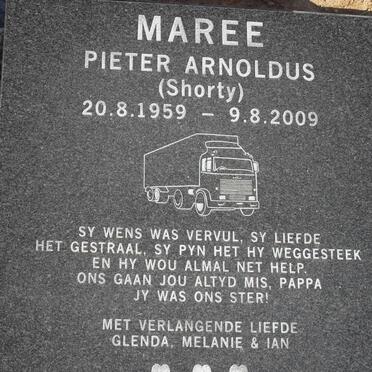 MAREE
PIETER ARNOLDUS
(Shorty)
20.8.1959 – 9.8.2009
SY WENS WAS VERVUL, SY LIEFDE
HET GESTRAAL, SY PYN HET HY WEGGESTEEK
EN HY WOU ALMAL NET HELP.
ONS GAAN JOU ALTYD MIS, PAPPA
JY WAS ONS STER!
MET VERLANGENDE LIEFDE
GLENDA, MELANIE & IAN